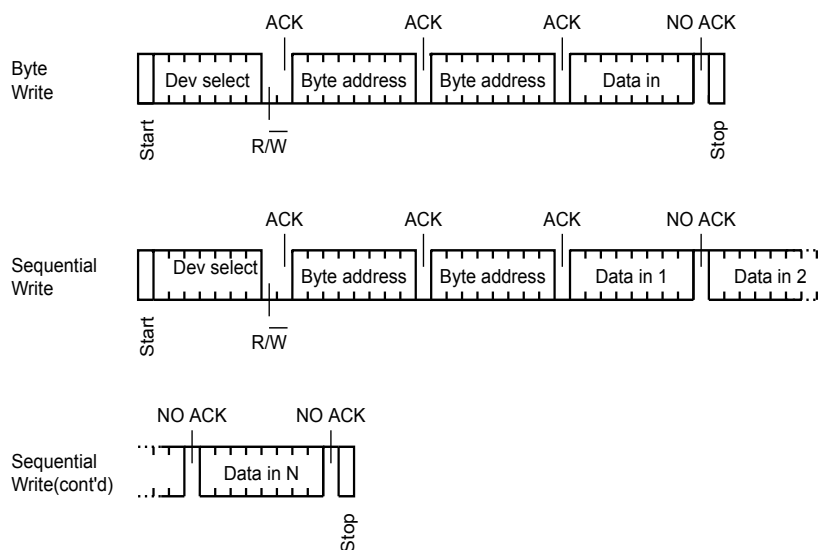 ACK ACK ACK NO ACK
Byte
Write
Dev select Byte address Byte address Data in
Start
R/W̅
Stop
ACK ACK ACK NO ACK
Sequential
Write
Dev select Byte address Byte address Data in 1 Data in 2
Start
R/W̅
NO ACK NO ACK
Sequential
Write(cont'd)
Data in N
Stop